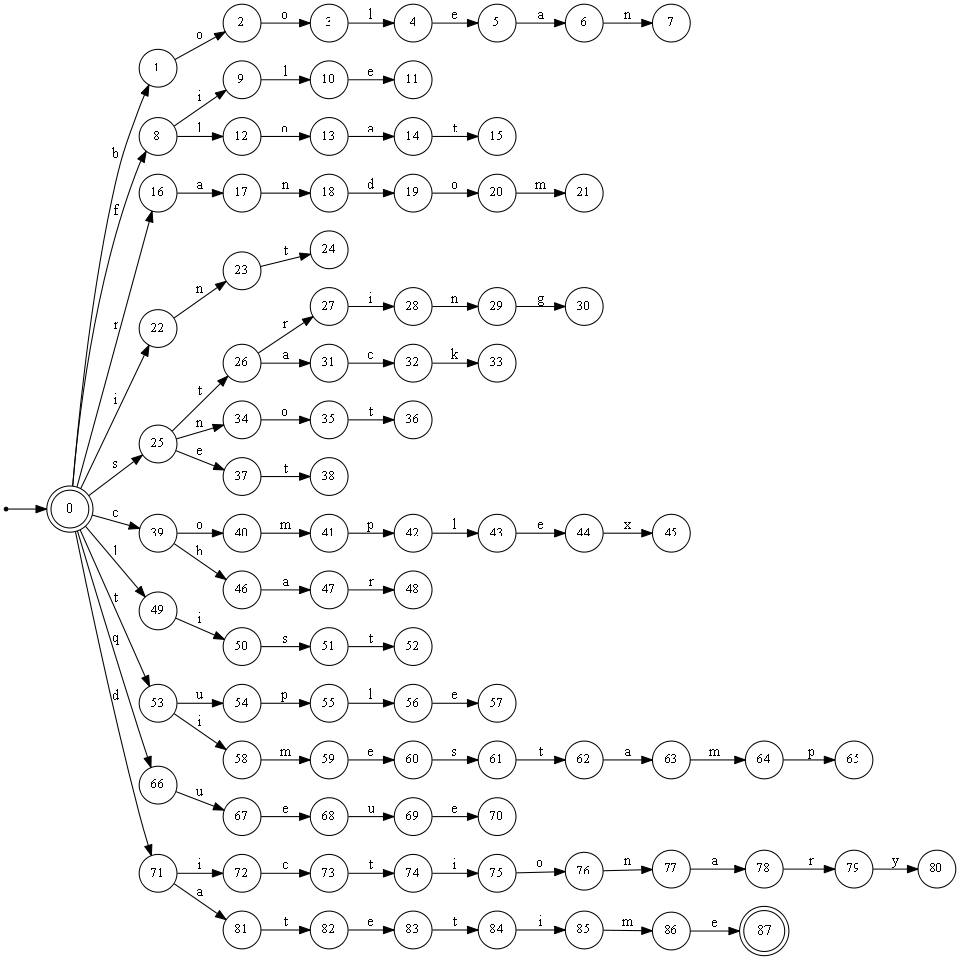 2 o 3 l 4 e 5 a 6 n 7
o
1
9 l 10 e 11
i
b 8 l 12 o 13 a 14 t 15
f 16 a 17 n 18 d 19 o 20 m 21
t 24
n 23
r 22
27 i 28 n 29 g 30
r
i 26 a 31 c 32 k 33
t
n 34 o 35 t 36
s 25 e 37 t 38
0 c 39 o 40 m 41 p 42 l 43 e 44 x 45
h 46 a 47 r 48
l 49 i 50 s 51 t 52
t 53 u 54 p 55 l 56 e 57
i 58 m 59 e 60 s 61 t 62 a 63 m 64 p 65
q 66 u 67 e 68 u 69 e 70
d 71 i 72 c 73 t 74 i 75 o 76 n 77 a 78 r 79 y 80
a 81 t 82 e 83 t 84 i 85 m 86 e 87